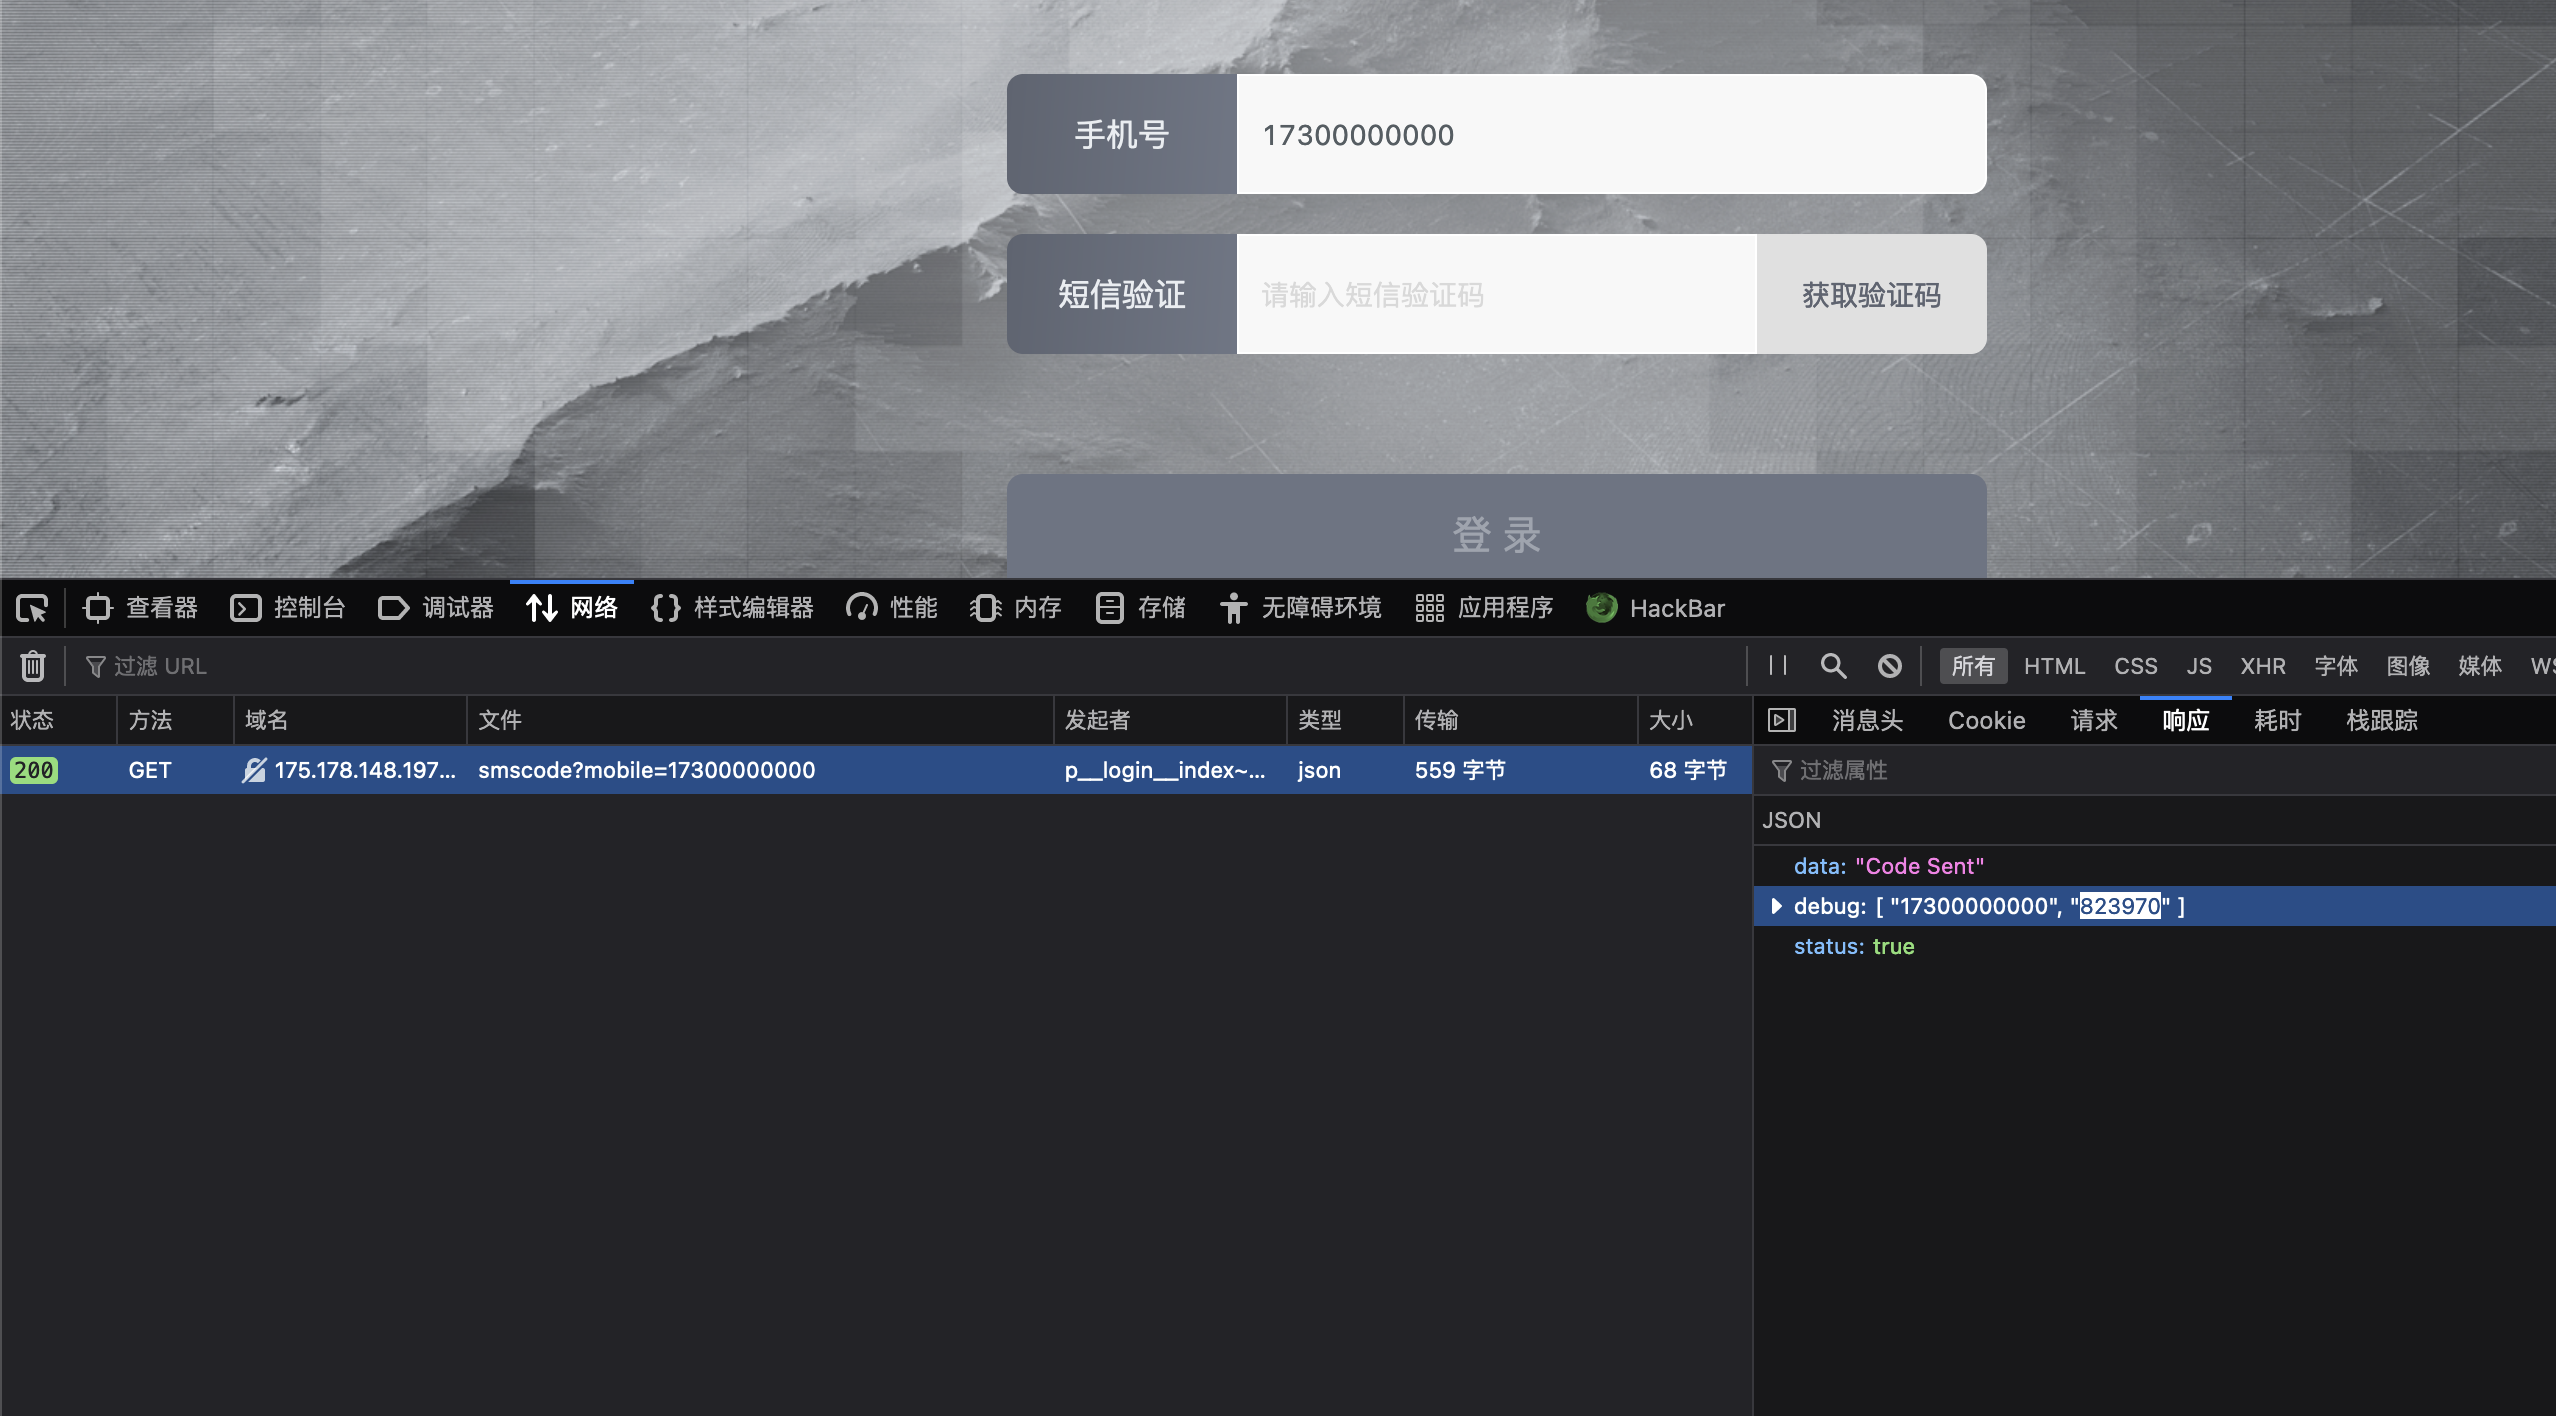 手机号 17300000000
短信验证 请输入短信验证码 获取验证码
登 录
查看器 控制台 调试器 网络 {} 样式编辑器 性能 内存 存储 无障碍环境 应用程序 HackBar
过滤 URL 所有 HTML CSS JS XHR 字体 图像 媒体 WS
状态 方法 域名 文件 发起者 类型 传输 大小 消息头 Cookie 请求 响应 耗时 栈跟踪
200 GET 175.178.148.197... smscode?mobile=17300000000 p__login__index~... json 559 字节 68 字节 过滤属性
JSON
data: "Code Sent"
debug: [ "17300000000", "823970" ]
status: true